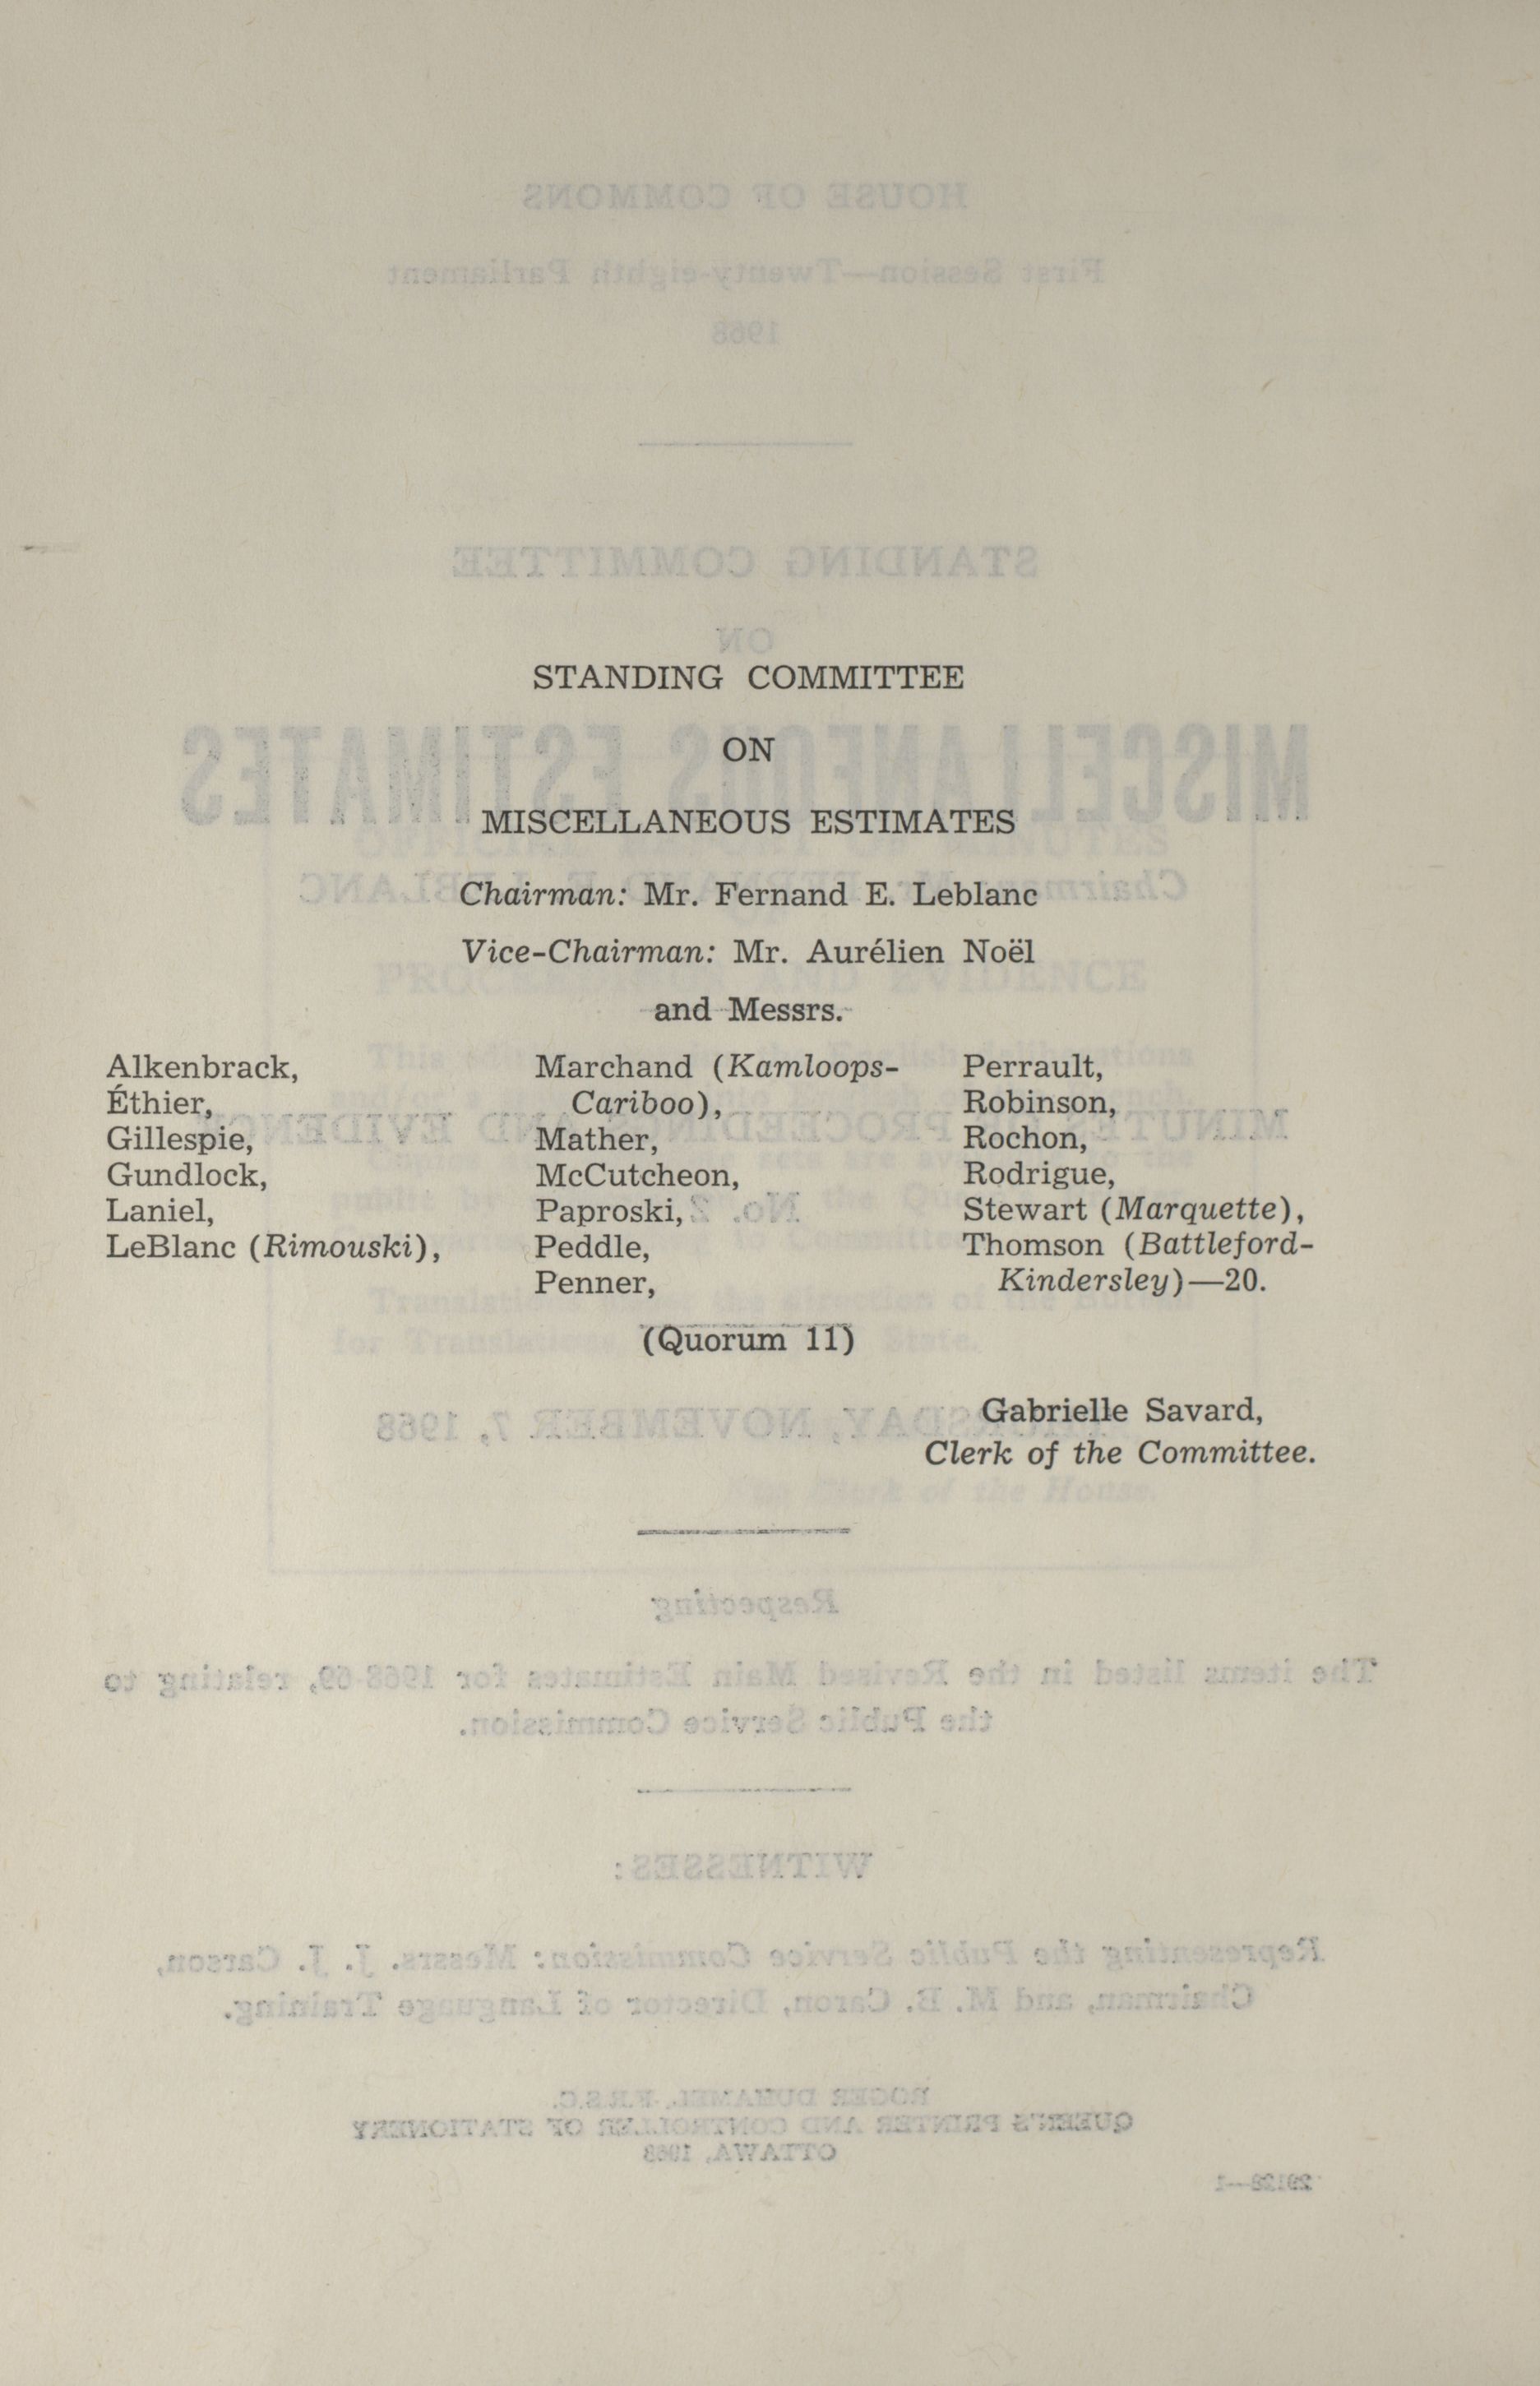 STANDING COMMITTEE
ON
MISCELLANEOUS ESTIMATES
Chairman: Mr. Fernand E. Leblanc
Vice-Chairman: Mr. Aurélien Noël
and Messrs.
Alkenbrack,
Éthier,
Gillespie,
Gundlock,
Laniel,
LeBlanc (Rimouski),
Marchand (Kamloops-
Cariboo),
Mather,
McCutcheon,
Paproski,
Peddle,
Penner,
Perrault,
Robinson,
Rochon,
Rodrigue,
Stewart (Marquette),
Thomson (Battleford-
Kindersley)—20.
(Quorum 11)
Gabrielle Savard,
Clerk of the Committee.